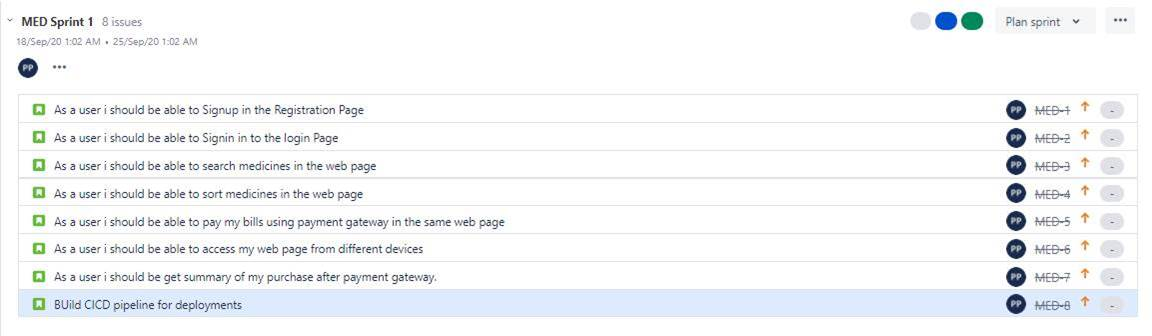 MED Sprint 1 8 issues Plan sprint
18/Sep/20 1:02 AM • 25/Sep/20 1:02 AM
PP
As a user i should be able to Signup in the Registration Page PP MED-1 -
As a user i should be able to Signin in to the login Page PP MED-2 -
As a user i should be able to search medicines in the web page PP MED-3 -
As a user i should be able to sort medicines in the web page PP MED-4 -
As a user i should be able to pay my bills using payment gateway in the same web page PP MED-5 -
As a user i should be able to access my web page from different devices PP MED-6 -
As a user i should be get summary of my purchase after payment gateway. PP MED-7 -
BUild CICD pipeline for deployments PP MED-8 -